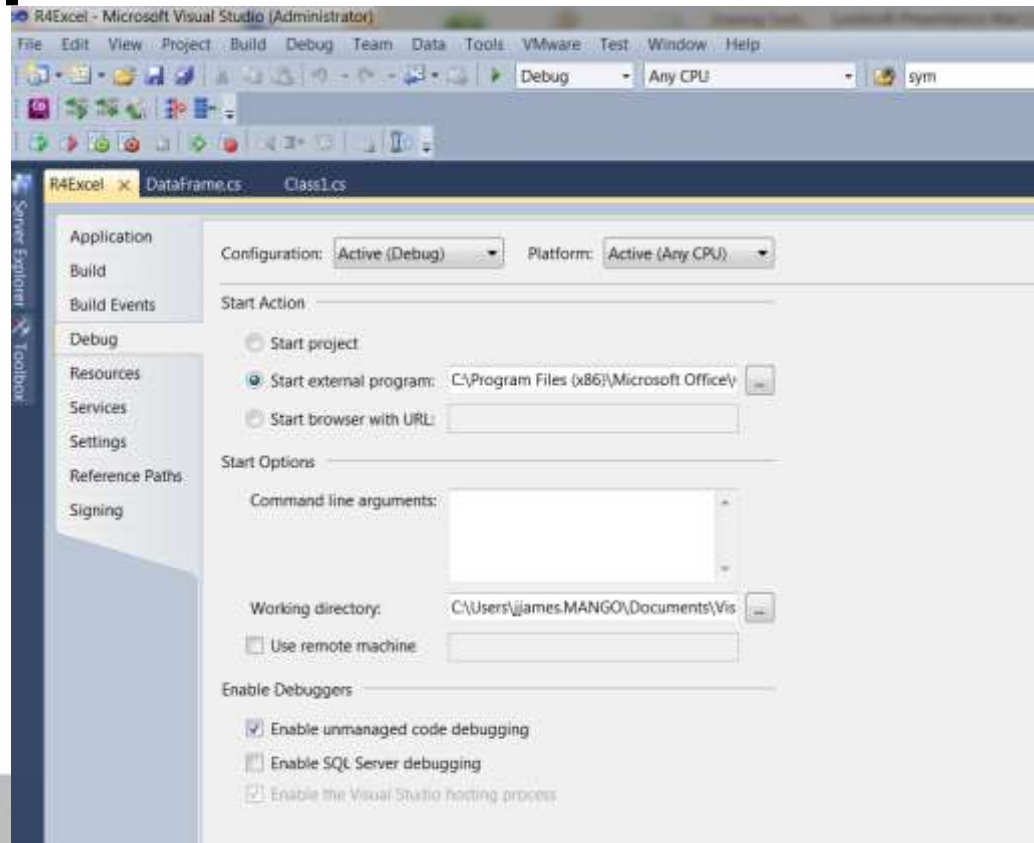 R4Excel - Microsoft Visual Studio (Administrator)
File Edit View Project Build Debug Team Data Tools VMware Test Window Help
Debug Any CPU sym
R4Excel DataFrame.cs Class1.cs
Server Explorer
Toolbox
Application
Build
Build Events
Debug
Resources
Services
Settings
Reference Paths
Signing
Configuration: Active (Debug) Platform: Active (Any CPU)
Start Action
Start project
Start external program: C:\Program Files (x86)\Microsoft Office\ ...
Start browser with URL:
Start Options
Command line arguments:
Working directory: C:\Users\jjames.MANGO\Documents\Vis ...
Use remote machine
Enable Debuggers
Enable unmanaged code debugging
Enable SQL Server debugging
Enable the Visual Studio hosting process